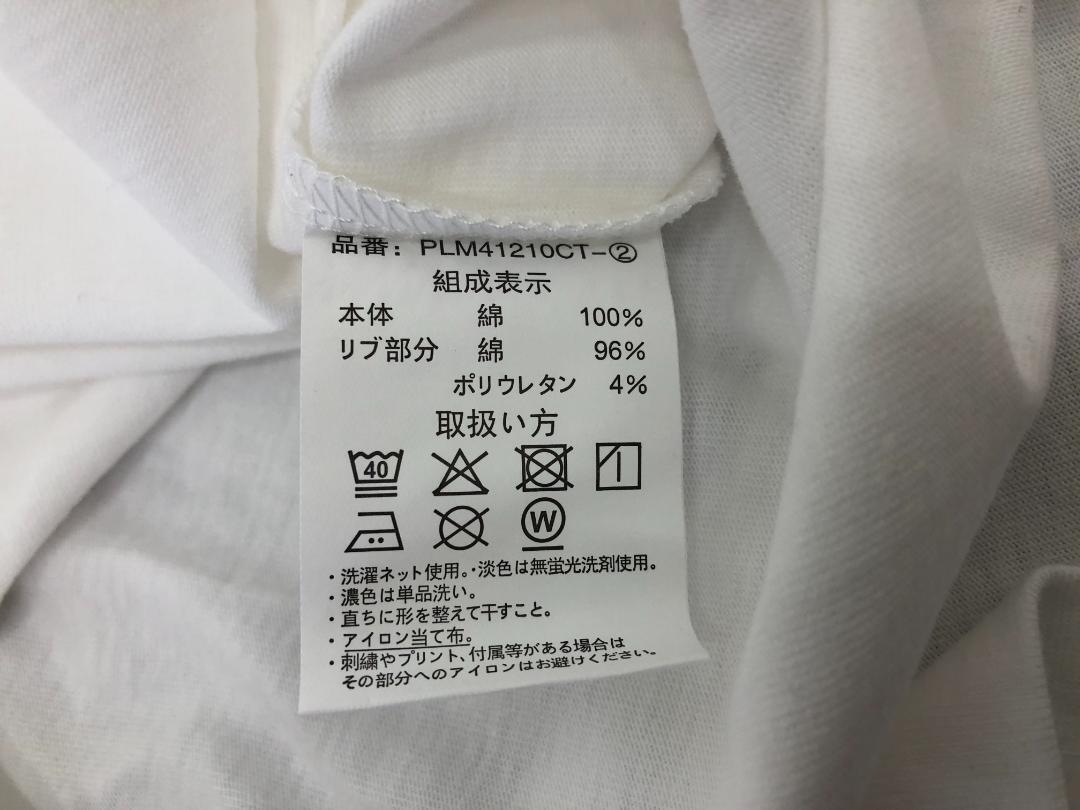 品番: PLM41210CT-②
組成表示
本体 綿 100%
リブ部分 綿 96%
ポリウレタン 4%
取扱い方
40
W
・洗濯ネット使用。・淡色は無蛍光洗剤使用。
・濃色は単品洗い。
・直ちに形を整えて干すこと。
・アイロン当て布。
・刺繍やプリント、付属等がある場合は
その部分へのアイロンはお避けください。